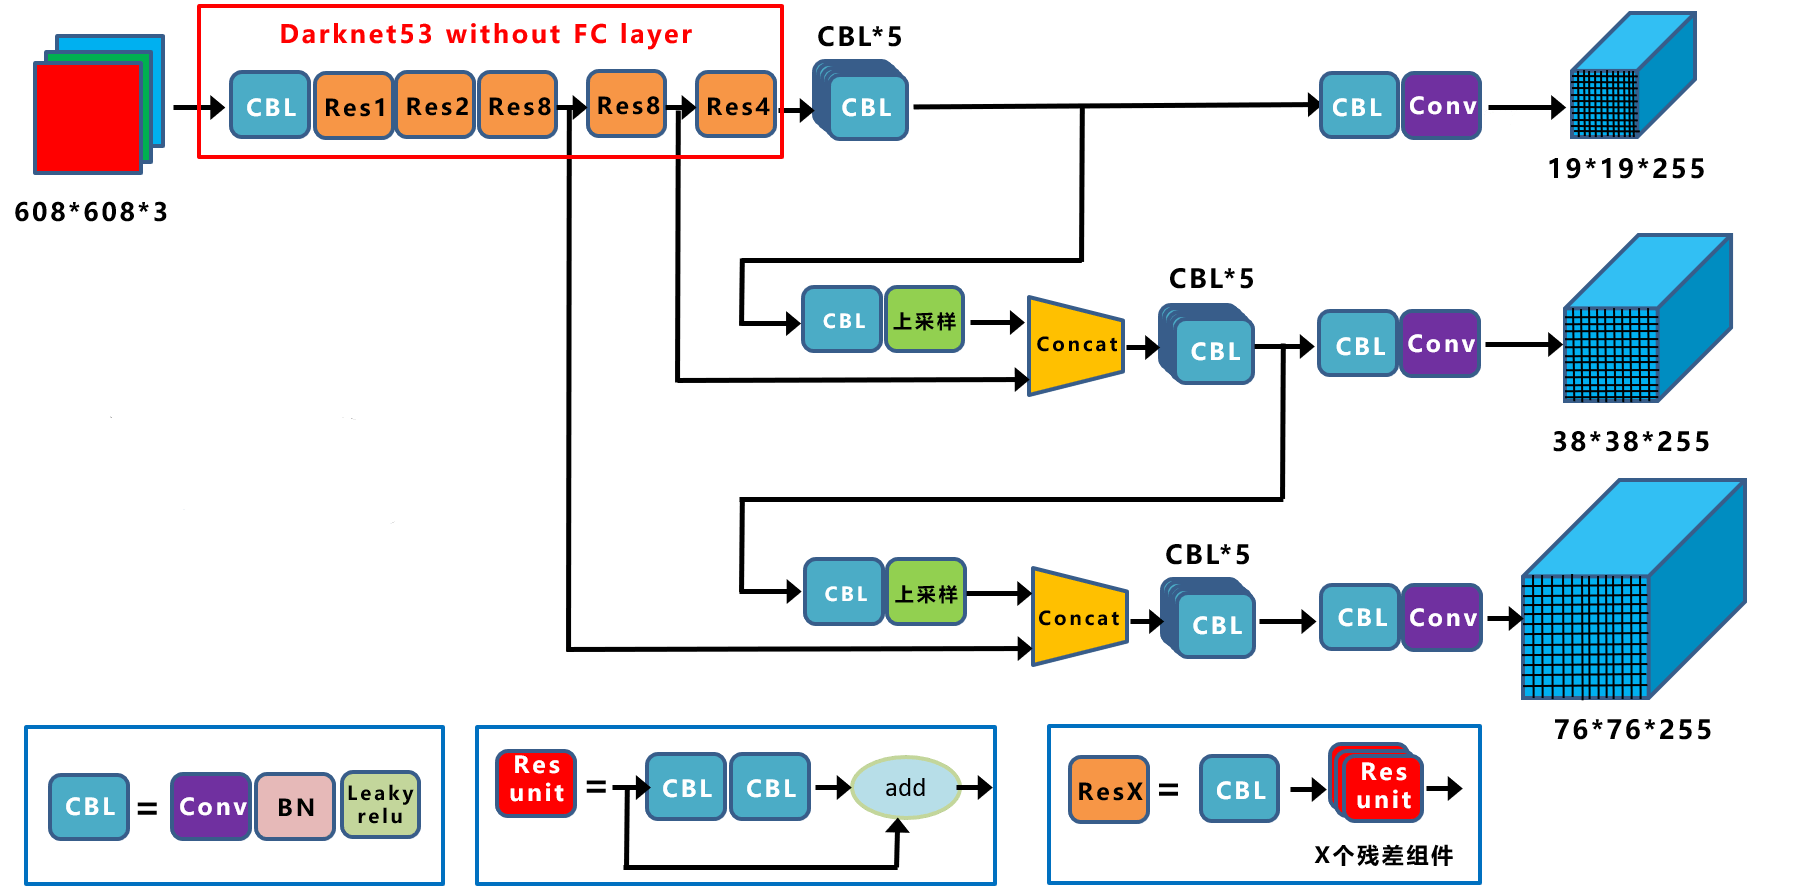 Darknet53 without FC layer
CBL*5
CBL Res1 Res2 Res8 Res8 Res4 CBL CBL Conv
19*19*255
608*608*3
CBL*5
CBL 上采样 Concat CBL CBL Conv
38*38*255
CBL*5
CBL 上采样 Concat CBL CBL Conv
76*76*255
CBL = Conv BN Leaky relu
Res unit = CBL CBL add
ResX = CBL Res unit
X个残差组件